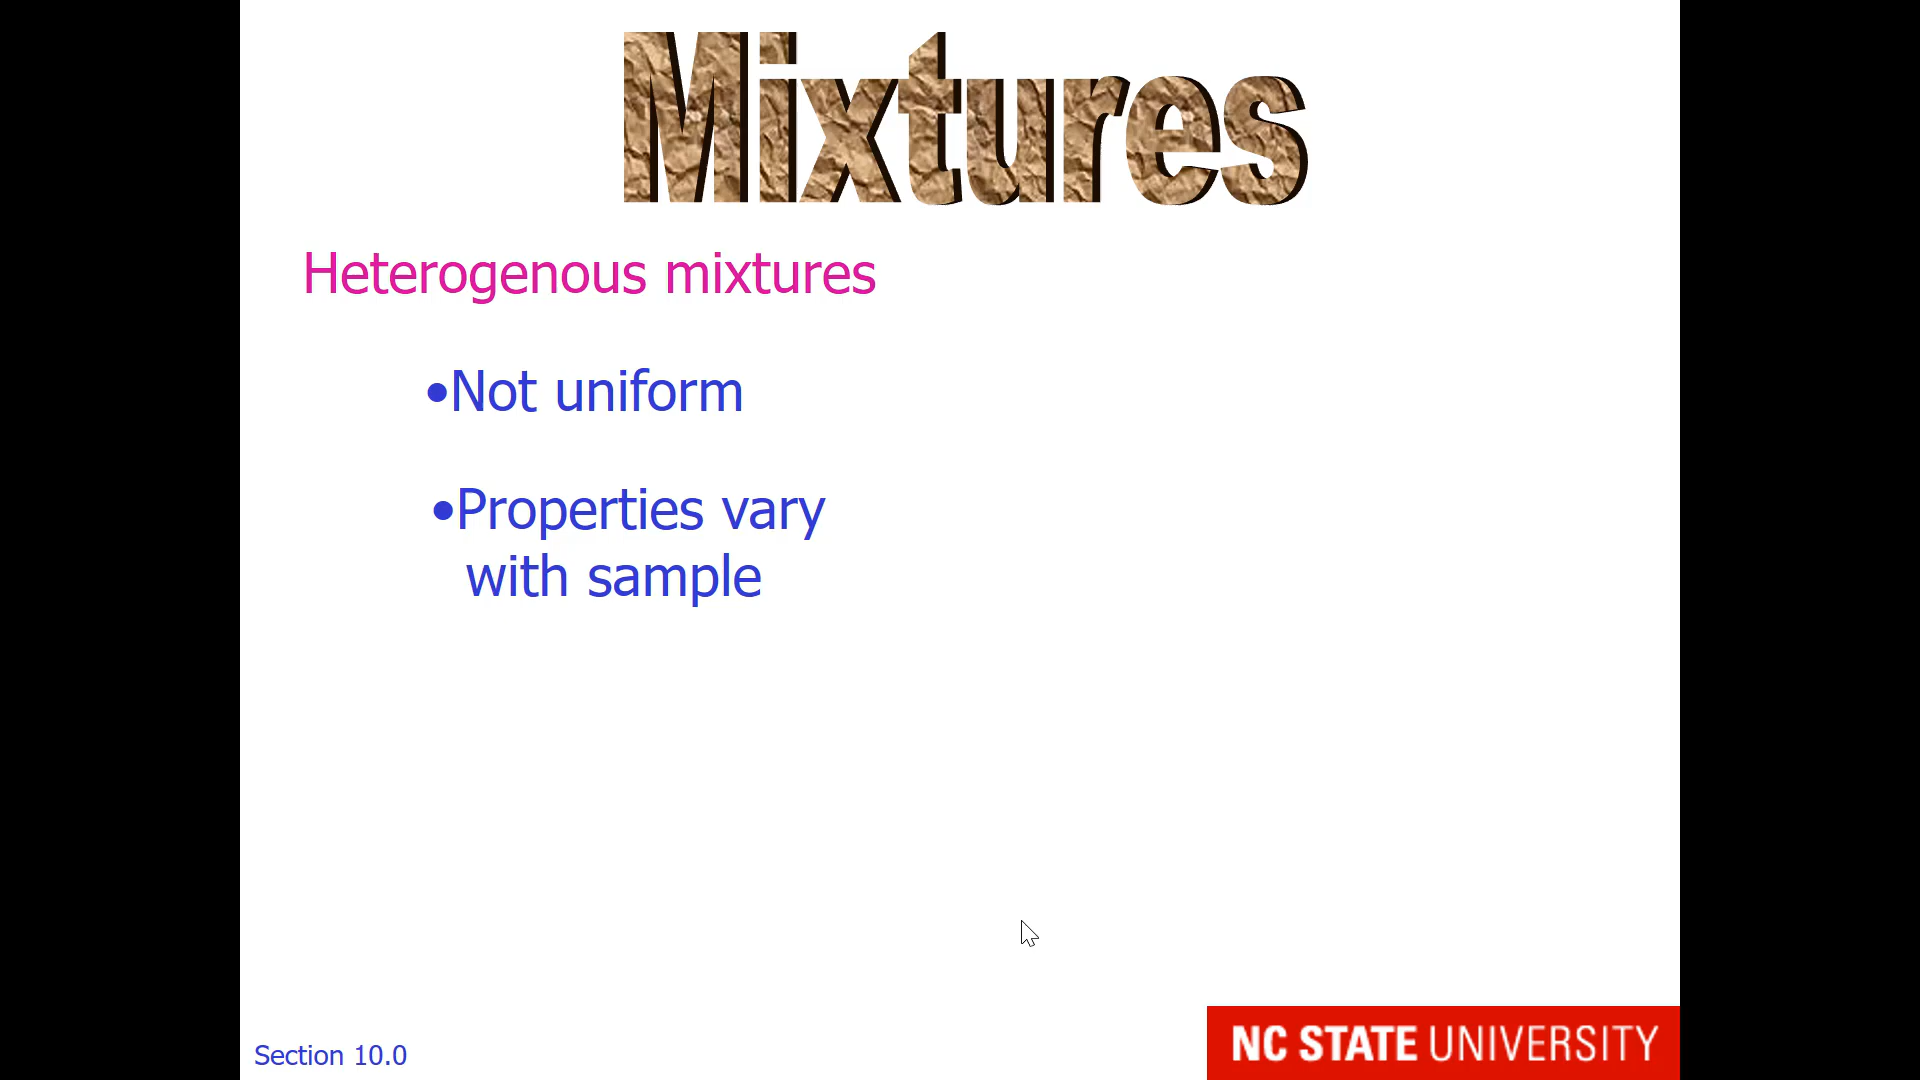 Mixtures
Heterogenous mixtures
•Not uniform
•Properties vary
with sample
Section 10.0
NC STATE UNIVERSITY